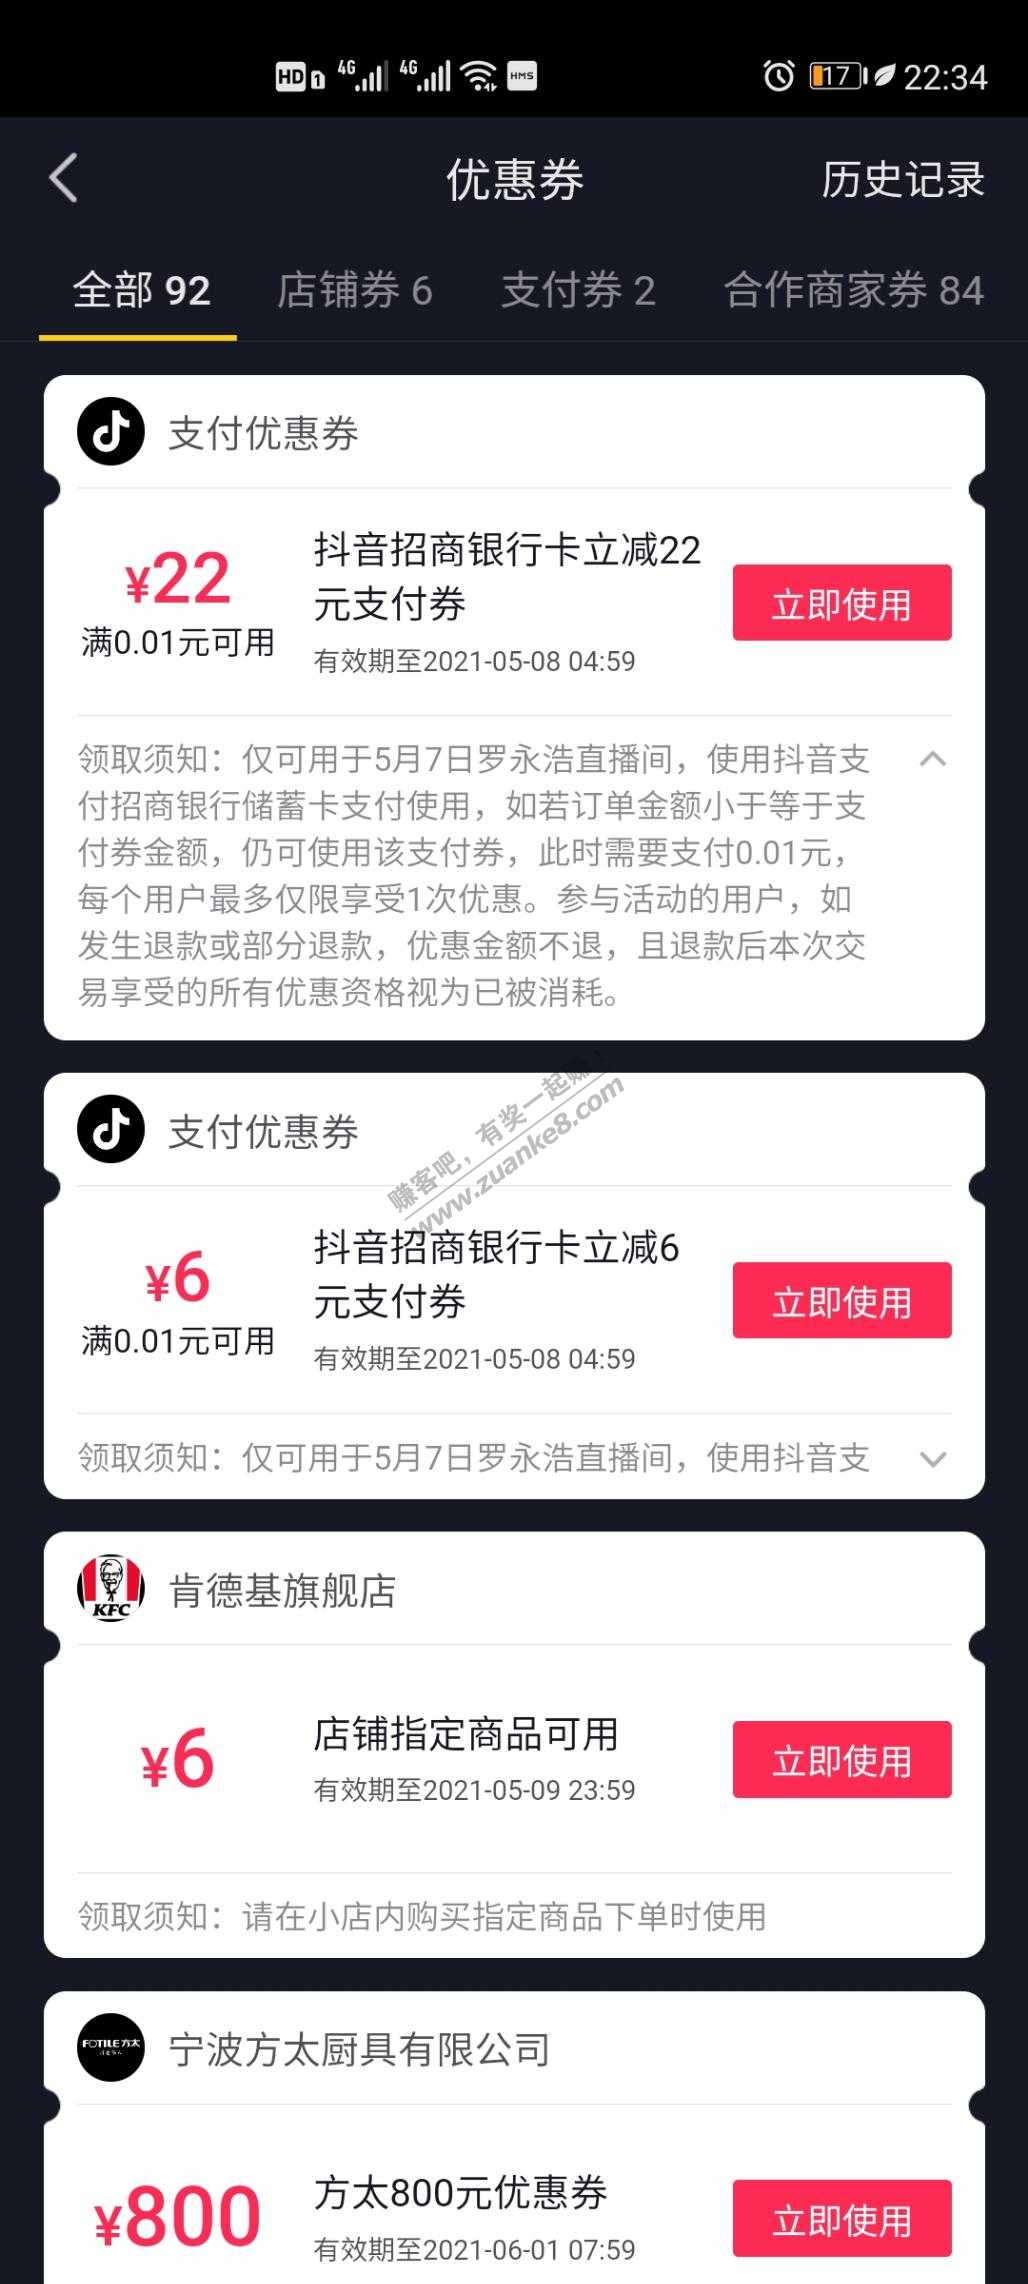 HD 1 4G 4G HMS 17 22:34
优惠券 历史记录
全部 92 店铺券 6 支付券 2 合作商家券 84
支付优惠券
¥22
满0.01元可用
抖音招商银行卡立减22
元支付券
有效期至2021-05-08 04:59
立即使用
领取须知：仅可用于5月7日罗永浩直播间，使用抖音支
付招商银行储蓄卡支付使用，如若订单金额小于等于支
付券金额，仍可使用该支付券，此时需要支付0.01元，
每个用户最多仅限享受1次优惠。参与活动的用户，如
发生退款或部分退款，优惠金额不退，且退款后本次交
易享受的所有优惠资格视为已被消耗。
赚客吧，有奖一起赚！
www.zuanke8.com
支付优惠券
¥6
满0.01元可用
抖音招商银行卡立减6
元支付券
有效期至2021-05-08 04:59
立即使用
领取须知：仅可用于5月7日罗永浩直播间，使用抖音支
KFC
肯德基旗舰店
¥6
店铺指定商品可用
有效期至2021-05-09 23:59
立即使用
领取须知：请在小店内购买指定商品下单时使用
FOTILE 方太
宁波方太厨具有限公司
¥800
方太800元优惠券
有效期至2021-06-01 07:59
立即使用